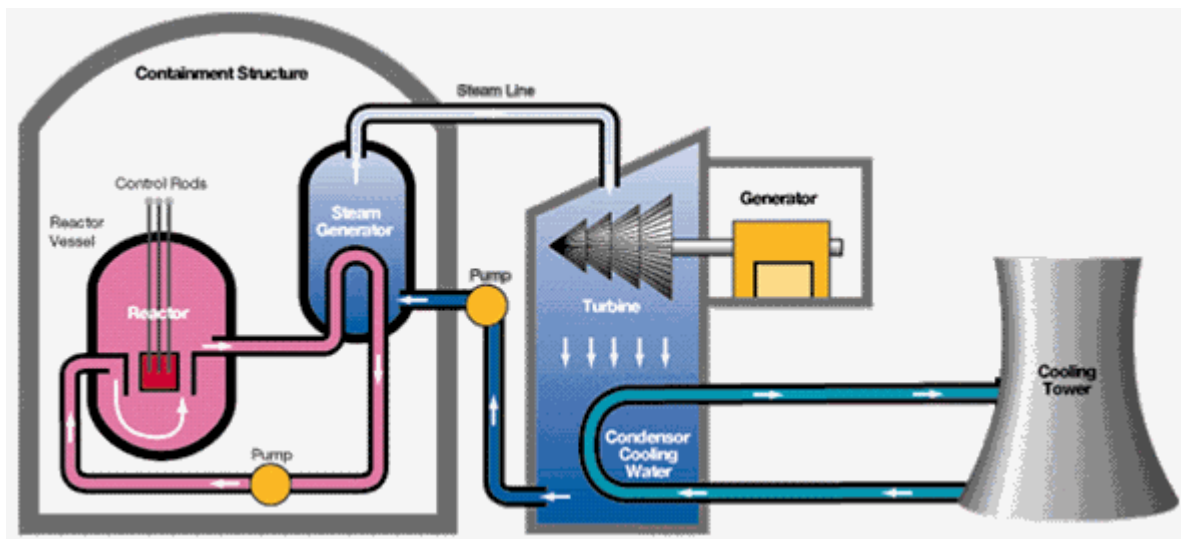 Containment Structure
Steam Line
Control Rods
Reactor
Vessel
Steam
Generator
Generator
Pump
Reactor
Turbine
Cooling
Tower
Condensor
Cooling
Water
Pump